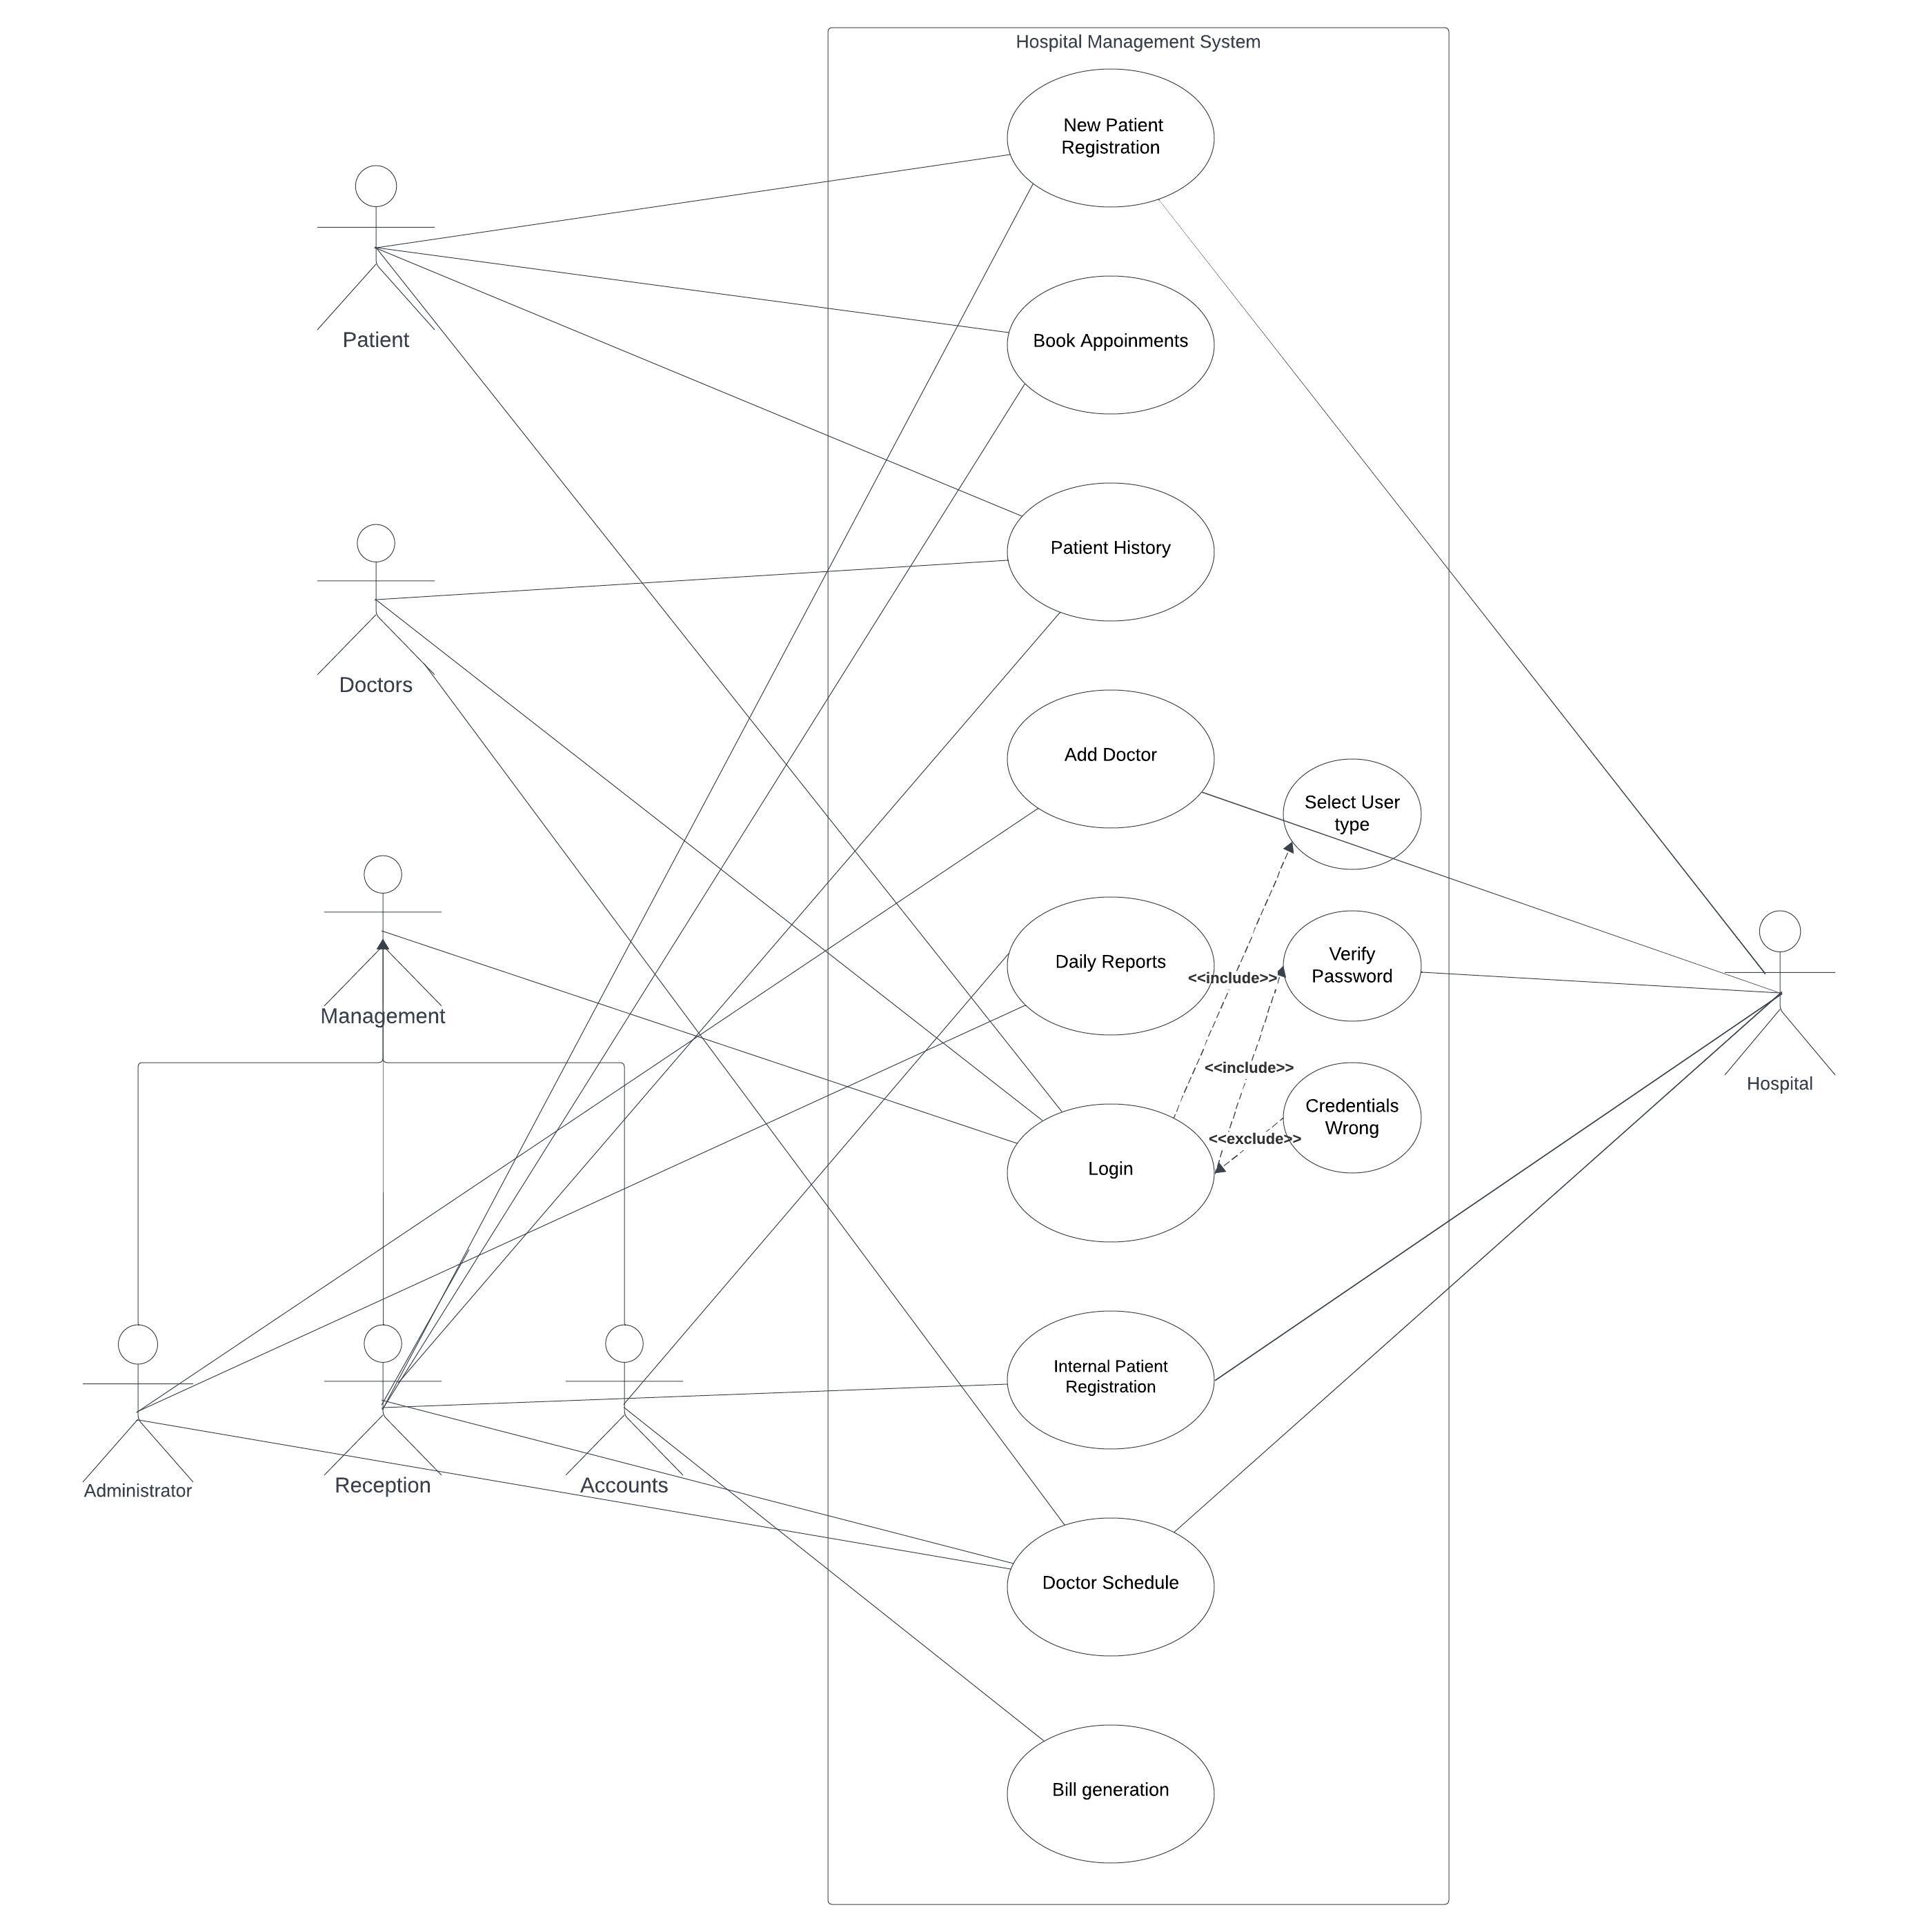 Hospital Management System
New Patient
Registration
Patient
Book Appoinments
Patient History
Doctors
Add Doctor
Select User
type
Management
Daily Reports
<<include>>
Verify
Password
<<include>>
Hospital
Credentials
Wrong
<<exclude>>
Login
Internal Patient
Registration
Administrator
Reception
Accounts
Doctor Schedule
Bill generation